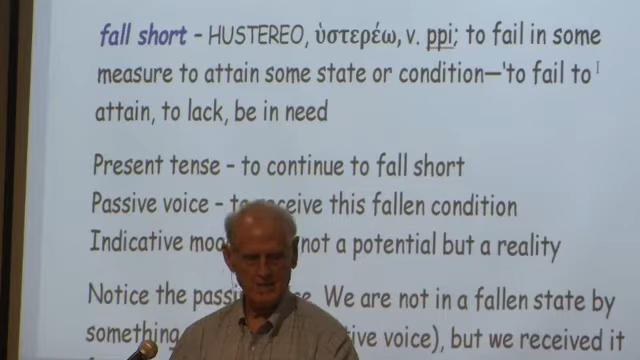 fall short – HUSTEREO, ὑστερέω, v. ppi; to fail in some
measure to attain some state or condition—'to fail to
attain, to lack, be in need
Present tense – to continue to fall short
Passive voice – to receive this fallen condition
Indicative not a potential but a reality
Notice the We are not in a fallen state by
something voice), but we received it